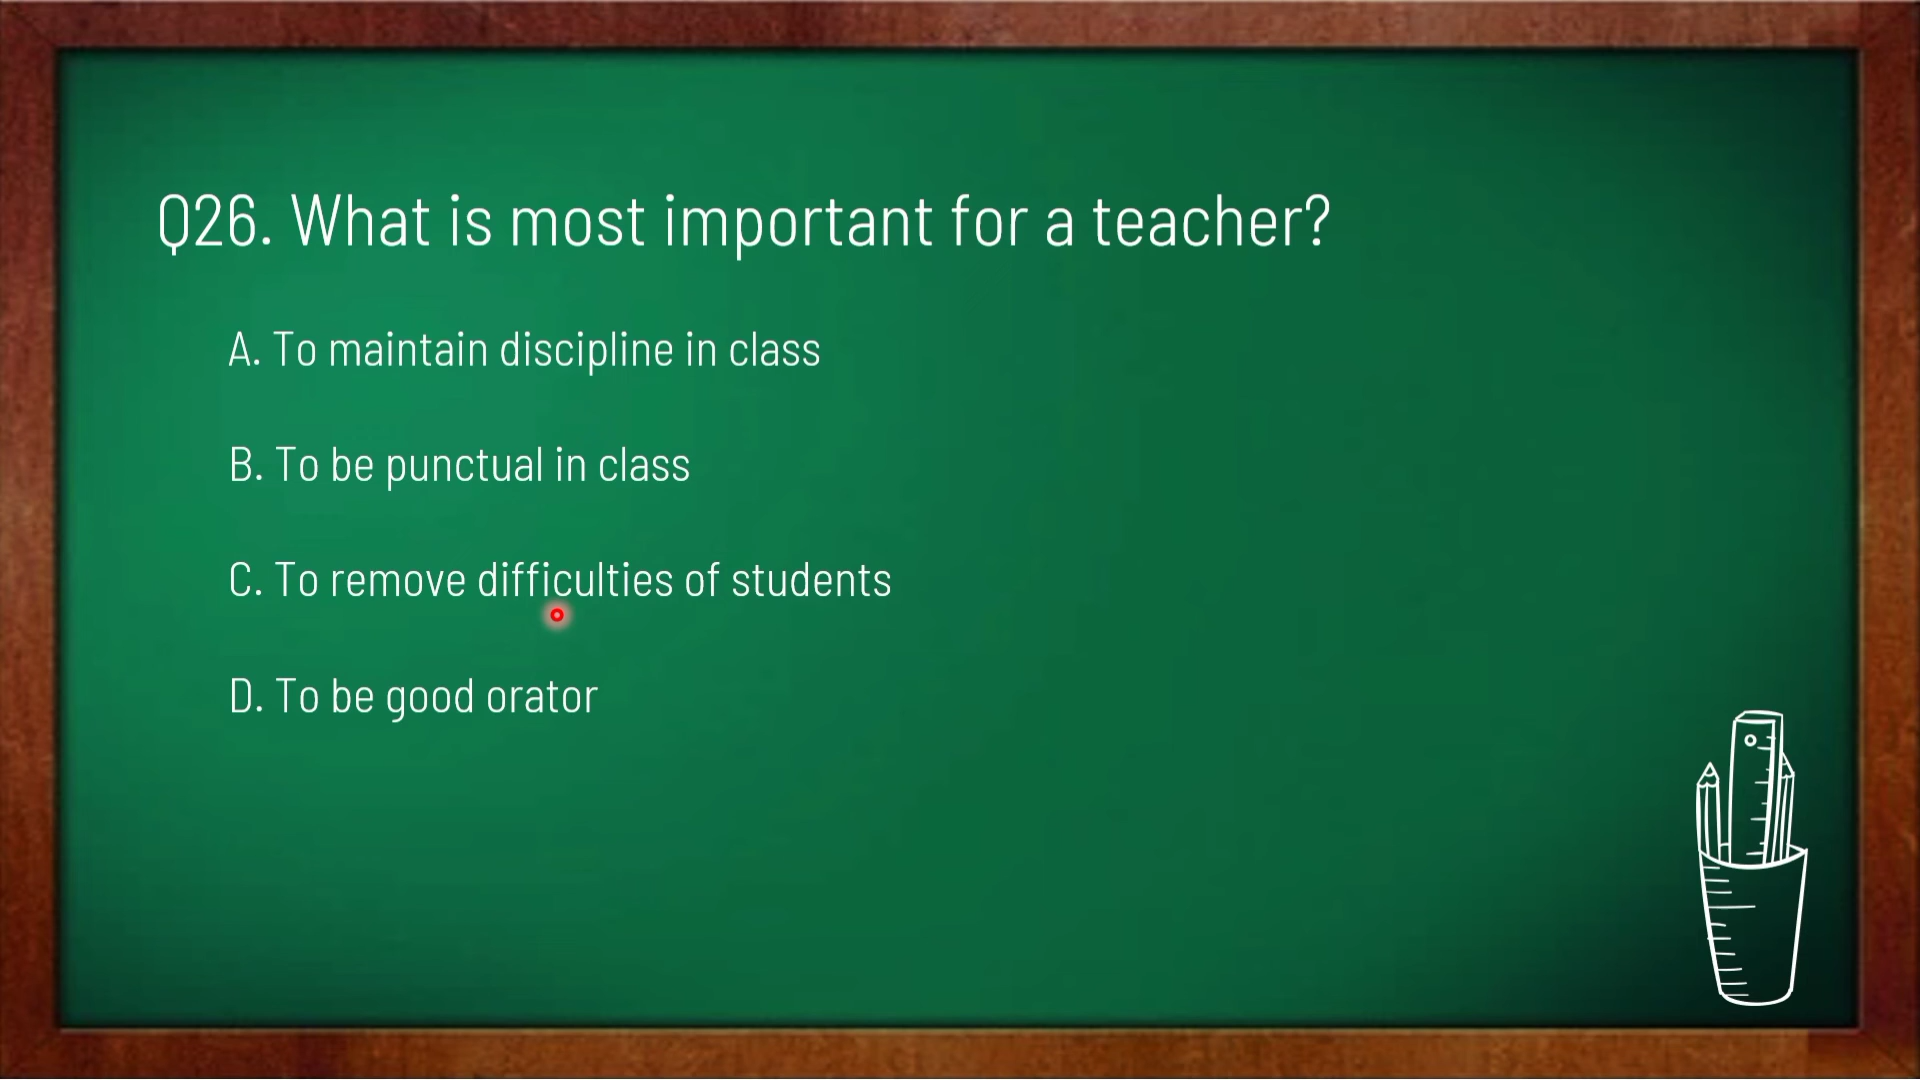 Q26. What is most important for a teacher?
A. To maintain discipline in class
B. To be punctual in class
C. To remove difficulties of students
D. To be good orator